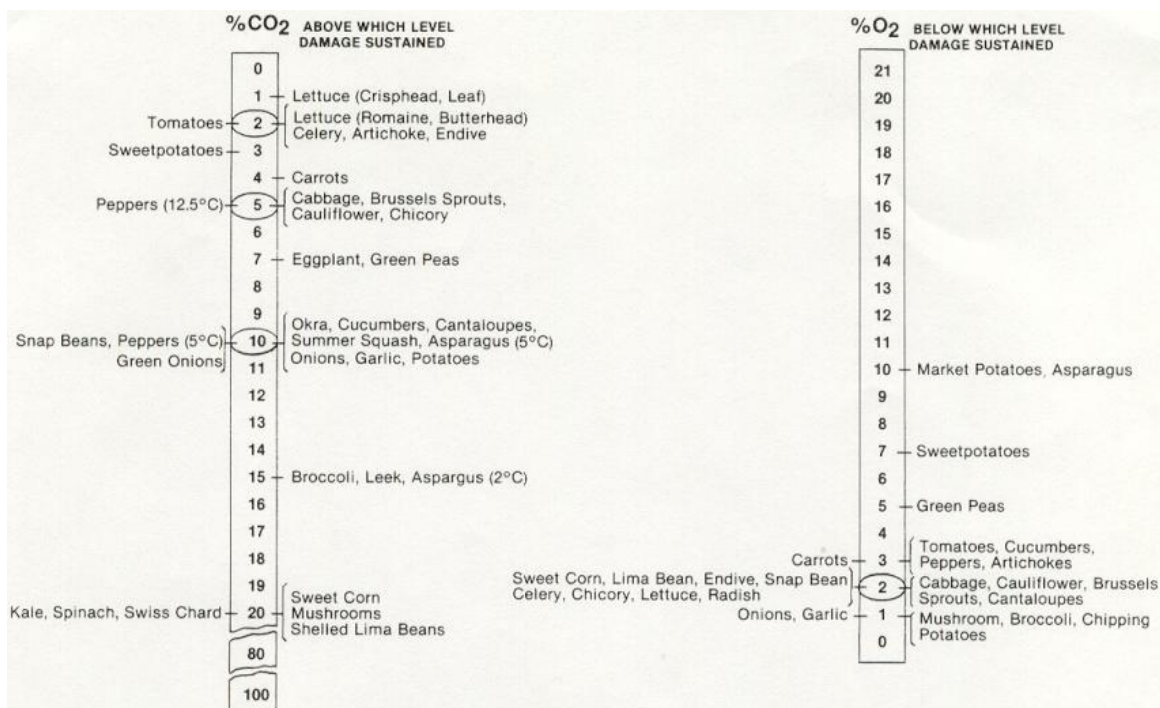 %CO2 ABOVE WHICH LEVEL
DAMAGE SUSTAINED
0
1 Lettuce (Crisphead, Leaf)
Tomatoes 2 Lettuce (Romaine, Butterhead)
Celery, Artichoke, Endive
Sweetpotatoes 3
4 Carrots
Peppers (12.5°C) 5 Cabbage, Brussels Sprouts,
Cauliflower, Chicory
6
7 Eggplant, Green Peas
8
9
Okra, Cucumbers, Cantaloupes,
Snap Beans, Peppers (5°C) 10 Summer Squash, Asparagus (5°C)
Green Onions Onions, Garlic, Potatoes
11
12
13
14
15 Broccoli, Leek, Aspargus (2°C)
16
17
18
19
Sweet Corn
Kale, Spinach, Swiss Chard 20 Mushrooms
Shelled Lima Beans
80
100
%O2 BELOW WHICH LEVEL
DAMAGE SUSTAINED
21
20
19
18
17
16
15
14
13
12
11
10 Market Potatoes, Asparagus
9
8
7 Sweetpotatoes
6
5 Green Peas
4
Tomatoes, Cucumbers,
Carrots 3 Peppers, Artichokes
Sweet Corn, Lima Bean, Endive, Snap Bean
Celery, Chicory, Lettuce, Radish
2 Cabbage, Cauliflower, Brussels
Sprouts, Cantaloupes
Onions, Garlic 1 Mushroom, Broccoli, Chipping
Potatoes
0